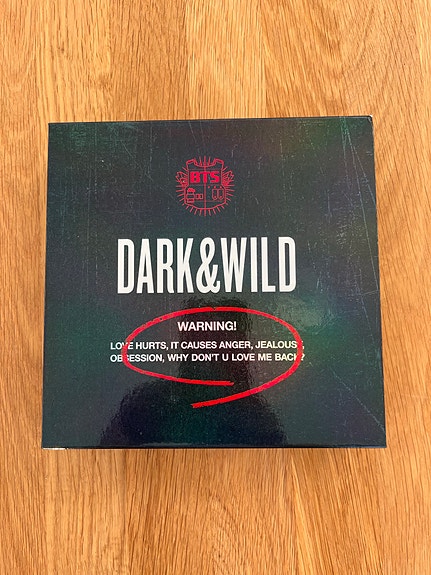 BTS
DARK&WILD
WARNING!
LOVE HURTS, IT CAUSES ANGER, JEALOUSY,
OBSESSION, WHY DON'T U LOVE ME BACK?